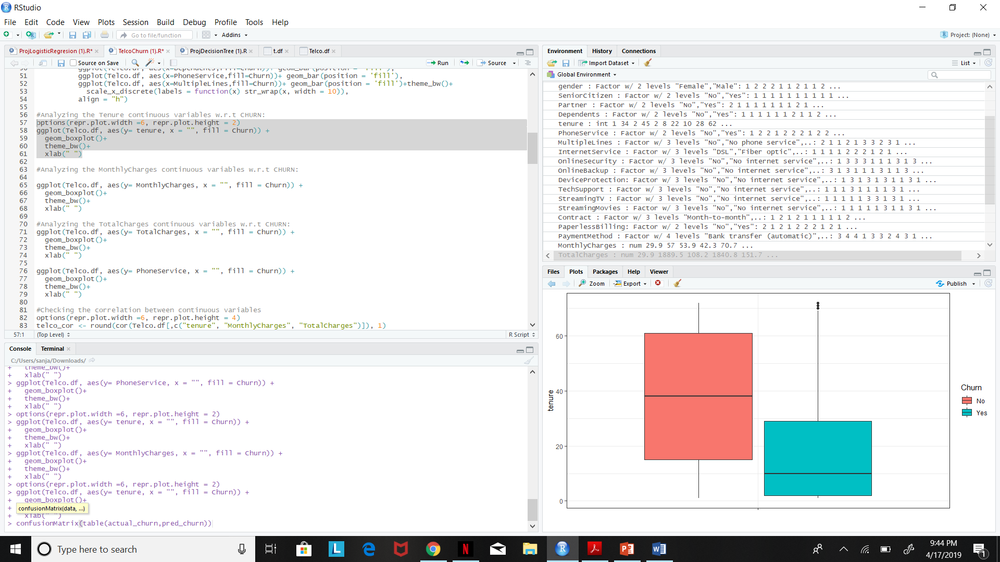 RStudio
File Edit Code View Plots Session Build Debug Profile Tools Help
Go to file/function Addins Project: (None)
ProjLogisticRegresion (1).R* TelcoChurn (1).R* ProjDecisionTree (1).R t.df Telco.df
Source on Save Run Source
50 ggplot(Telco.df, aes(x=Dependents,fill=Churn))+ geom_bar(position = 'fill'),
51 ggplot(Telco.df, aes(x=PhoneService,fill=Churn))+ geom_bar(position = 'fill'),
52 ggplot(Telco.df, aes(x=MultipleLines,fill=Churn))+ geom_bar(position = 'fill')+theme_bw()+
53 scale_x_discrete(labels = function(x) str_wrap(x, width = 10)),
54 align = "h")
55
56 #Analyzing the Tenure continuous variables w.r.t CHURN:
57 options(repr.plot.width =6, repr.plot.height = 2)
58 ggplot(Telco.df, aes(y= tenure, x = "", fill = Churn)) +
59 geom_boxplot()+
60 theme_bw()+
61 xlab(" ")
62
63 #Analyzing the MonthlyCharges continuous variables w.r.t CHURN:
64
65 ggplot(Telco.df, aes(y= MonthlyCharges, x = "", fill = Churn)) +
66 geom_boxplot()+
67 theme_bw()+
68 xlab(" ")
69
70 #Analyzing the TotalCharges continuous variables w.r.t CHURN:
71 ggplot(Telco.df, aes(y= TotalCharges, x = "", fill = Churn)) +
72 geom_boxplot()+
73 theme_bw()+
74 xlab(" ")
75
76 ggplot(Telco.df, aes(y= PhoneService, x = "", fill = Churn)) +
77 geom_boxplot()+
78 theme_bw()+
79 xlab(" ")
80
81 #Checking the correlation between continuous variables
82 options(repr.plot.width =6, repr.plot.height = 4)
83 telco_cor <- round(cor(Telco.df[,c("tenure", "MonthlyCharges", "TotalCharges")]), 1)
57:1 (Top Level) R Script
Console Terminal
C:/Users/sanja/Downloads/
+ theme_bw()+
+ xlab(" ")
> ggplot(Telco.df, aes(y= PhoneService, x = "", fill = Churn)) +
+ geom_boxplot()+
+ theme_bw()+
+ xlab(" ")
> options(repr.plot.width =6, repr.plot.height = 2)
> ggplot(Telco.df, aes(y= tenure, x = "", fill = Churn)) +
+ geom_boxplot()+
+ theme_bw()+
+ xlab(" ")
> ggplot(Telco.df, aes(y= MonthlyCharges, x = "", fill = Churn)) +
+ geom_boxplot()+
+ theme_bw()+
+ xlab(" ")
> options(repr.plot.width =6, repr.plot.height = 2)
> ggplot(Telco.df, aes(y= tenure, x = "", fill = Churn)) +
+ geom_boxplot()+
+ confusionMatrix(data, ...)
+ xlab(" ")
> confusionMatrix(table(actual_churn,pred_churn))
Environment History Connections
Import Dataset List
Global Environment
gender : Factor w/ 2 levels "Female","Male": 1 2 2 2 1 1 2 1 1 2 ...
SeniorCitizen : Factor w/ 2 levels "No","Yes": 1 1 1 1 1 1 1 1 1 1 ...
Partner : Factor w/ 2 levels "No","Yes": 2 1 1 1 1 1 1 1 2 1 ...
Dependents : Factor w/ 2 levels "No","Yes": 1 1 1 1 1 1 2 1 1 2 ...
tenure : int 1 34 2 45 2 8 22 10 28 62 ...
PhoneService : Factor w/ 2 levels "No","Yes": 1 2 2 1 2 2 2 1 2 2 ...
MultipleLines : Factor w/ 3 levels "No","No phone service",..: 2 1 1 2 1 3 3 2 3 1 ...
InternetService : Factor w/ 3 levels "DSL","Fiber optic",..: 1 1 1 1 2 2 2 1 2 1 ...
OnlineSecurity : Factor w/ 3 levels "No","No internet service",..: 1 3 3 3 1 1 1 3 1 3 ...
OnlineBackup : Factor w/ 3 levels "No","No internet service",..: 3 1 3 1 1 1 3 1 1 3 ...
DeviceProtection: Factor w/ 3 levels "No","No internet service",..: 1 3 1 3 1 3 1 1 3 1 ...
TechSupport : Factor w/ 3 levels "No","No internet service",..: 1 1 1 3 1 1 1 1 3 1 ...
StreamingTV : Factor w/ 3 levels "No","No internet service",..: 1 1 1 1 1 3 3 1 3 1 ...
StreamingMovies : Factor w/ 3 levels "No","No internet service",..: 1 1 1 1 1 3 1 1 3 1 ...
Contract : Factor w/ 3 levels "Month-to-month",..: 1 2 1 2 1 1 1 1 1 2 ...
PaperlessBilling: Factor w/ 2 levels "No","Yes": 2 1 2 1 2 2 2 1 2 1 ...
PaymentMethod : Factor w/ 4 levels "Bank transfer (automatic)",..: 3 4 4 1 3 3 2 4 3 1 ...
MonthlyCharges : num 29.9 57 53.9 42.3 70.7 ...
TotalCharges : num 29.9 1889.5 108.2 1840.8 151.7 ...
Files Plots Packages Help Viewer
Zoom Export Publish
60
40
20
0
tenure
Churn
No
Yes
Type here to search
9:44 PM
4/17/2019
1